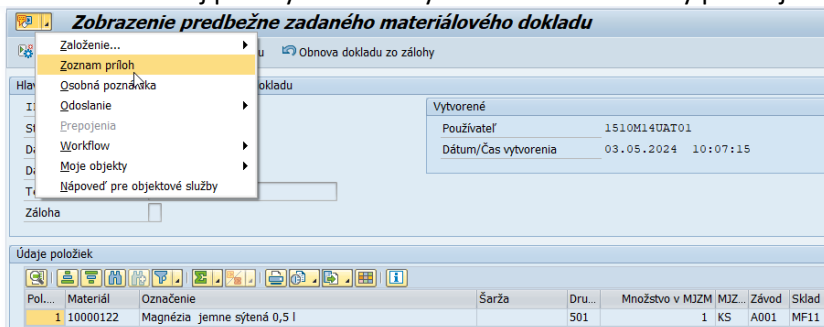 Zobrazenie predbežne zadaného materiálového dokladu
Založenie...
Obnova dokladu zo zálohy
Zoznam príloh
Osobná poznámka
Odoslanie
Prepojenia
Workflow
Moje objekty
Nápoveď pre objektové služby
Vytvorené
Používateľ 1510M14UAT01
Dátum/Čas vytvorenia 03.05.2024 10:07:15
Záloha
Údaje položiek
Pol... Materiál Označenie Šarža Dru... Množstvo v MJZM MJZ... Závod Sklad
1 10000122 Magnézia jemne sýtená 0,5 l 501 1 KS A001 MF11